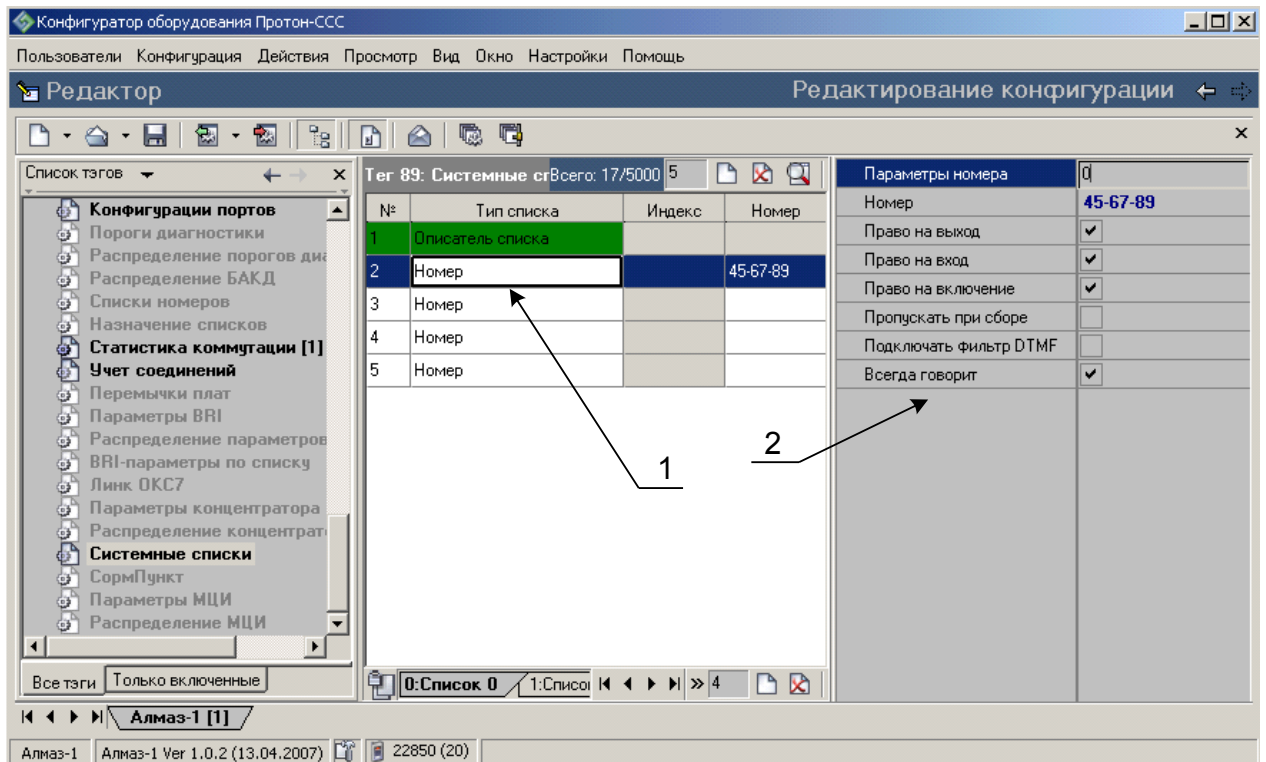 Конфигуратор оборудования Протон-ССС
Пользователи Конфигурация Действия Просмотр Вид Окно Настройки Помощь
Редактор Редактирование конфигурации
Список тэгов
Конфигурации портов
Пороги диагностики
Распределение порогов диа
Распределение БАКД
Списки номеров
Назначение списков
Статистика коммутации [1]
Учет соединений
Перемычки плат
Параметры BRI
Распределение параметров
BRI-параметры по списку
Линк ОКС7
Параметры концентратора
Распределение концентрат
Системные списки
СормПункт
Параметры МЦИ
Распределение МЦИ
Все тэги Только включенные
Тег 89: Системные сп Всего: 17/5000 5
№ Тип списка Индекс Номер
1 Описатель списка
2 Номер 45-67-89
3 Номер
4 Номер
5 Номер
0:Список 0 1:Список 4
Параметры номера 0
Номер 45-67-89
Право на выход
Право на вход
Право на включение
Пропускать при сборе
Подключать фильтр DTMF
Всегда говорит
1
2
Алмаз-1 [1]
Алмаз-1 Алмаз-1 Ver 1.0.2 (13.04.2007) 22850 (20)